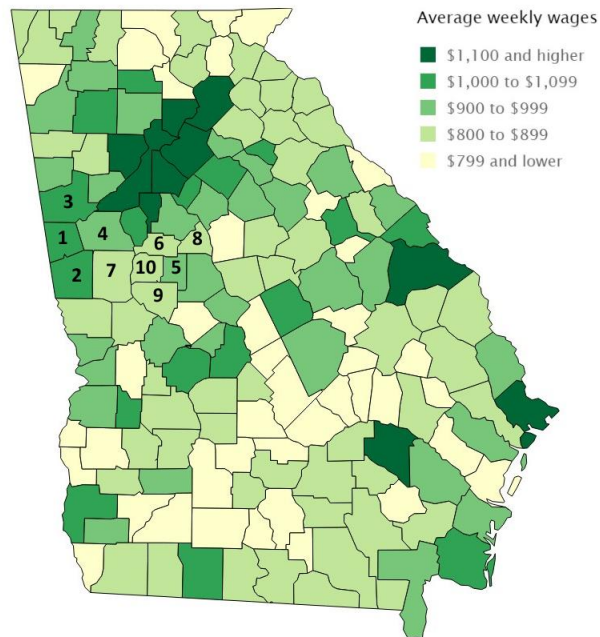 Average weekly wages
$1,100 and higher
$1,000 to $1,099
$900 to $999
$800 to $899
$799 and lower
3
1
4
6
8
2
7
10
5
9